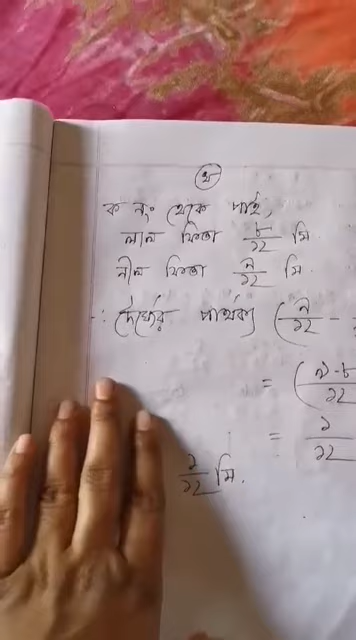 খ
ক নং থেকে পাই,
লাল ফিতা ৮/১২ মি
নীল ফিতা ৯/১২ মি.
∴ দৈর্ঘ্যের পার্থক্য (৯/১২ -
= (৯-৮/১২
= ১/১২
১/১২ মি.